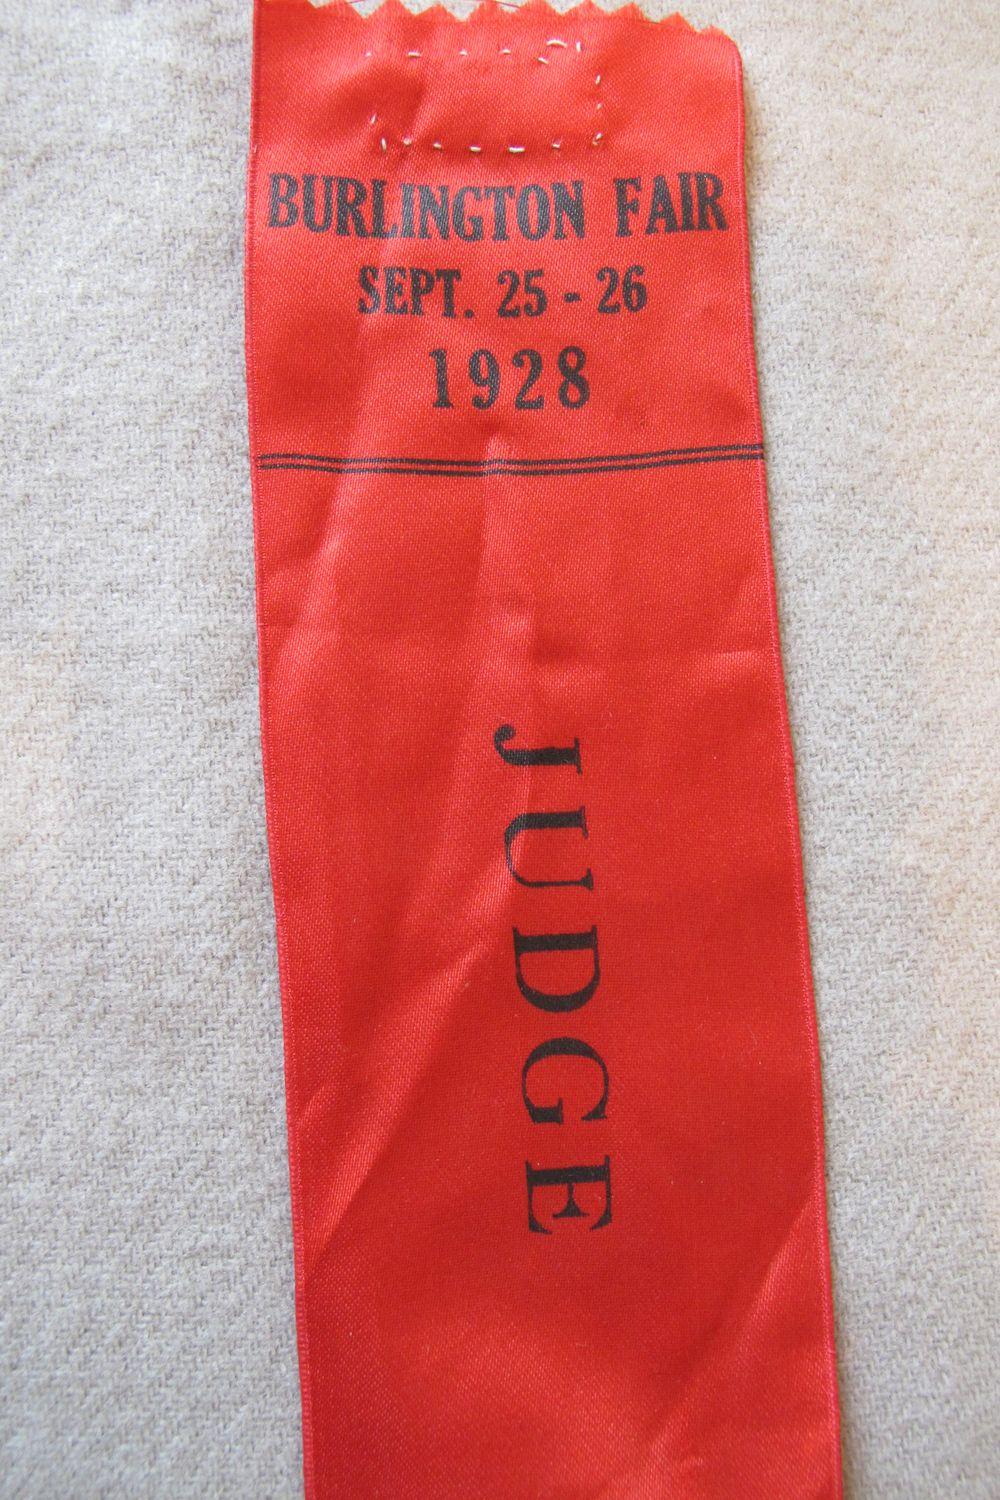 BURLINGTON FAIR
SEPT. 25 - 26
1928
JUDGE